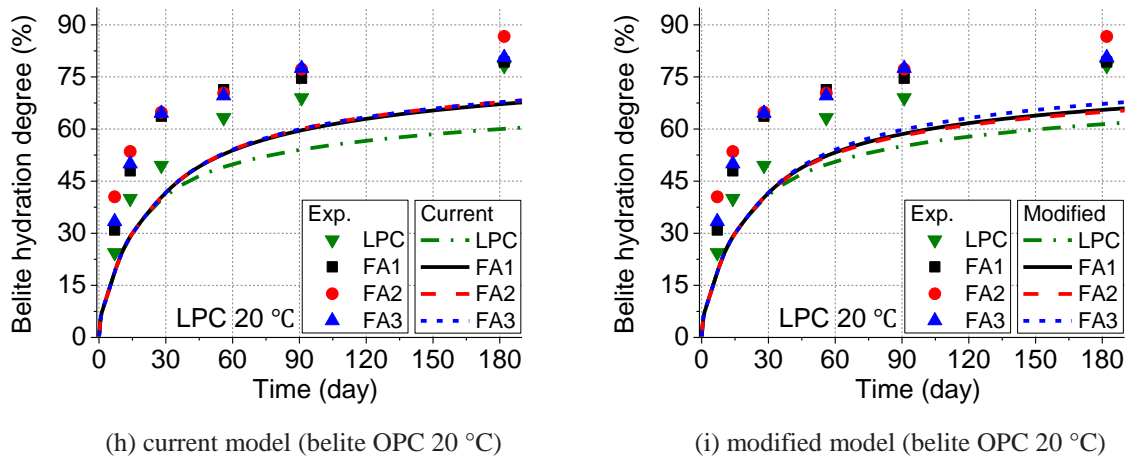 Belite hydration degree (%)
90
75
60
45
30
15
0
Exp.
Current
LPC
LPC
FA1
FA1
FA2
FA2
FA3
FA3
LPC 20 °C
0 30 60 90 120 150 180
Time (day)
(h) current model (belite OPC 20 °C)
Belite hydration degree (%)
90
75
60
45
30
15
0
Exp.
Modified
LPC
LPC
FA1
FA1
FA2
FA2
FA3
FA3
LPC 20 °C
0 30 60 90 120 150 180
Time (day)
(i) modified model (belite OPC 20 °C)